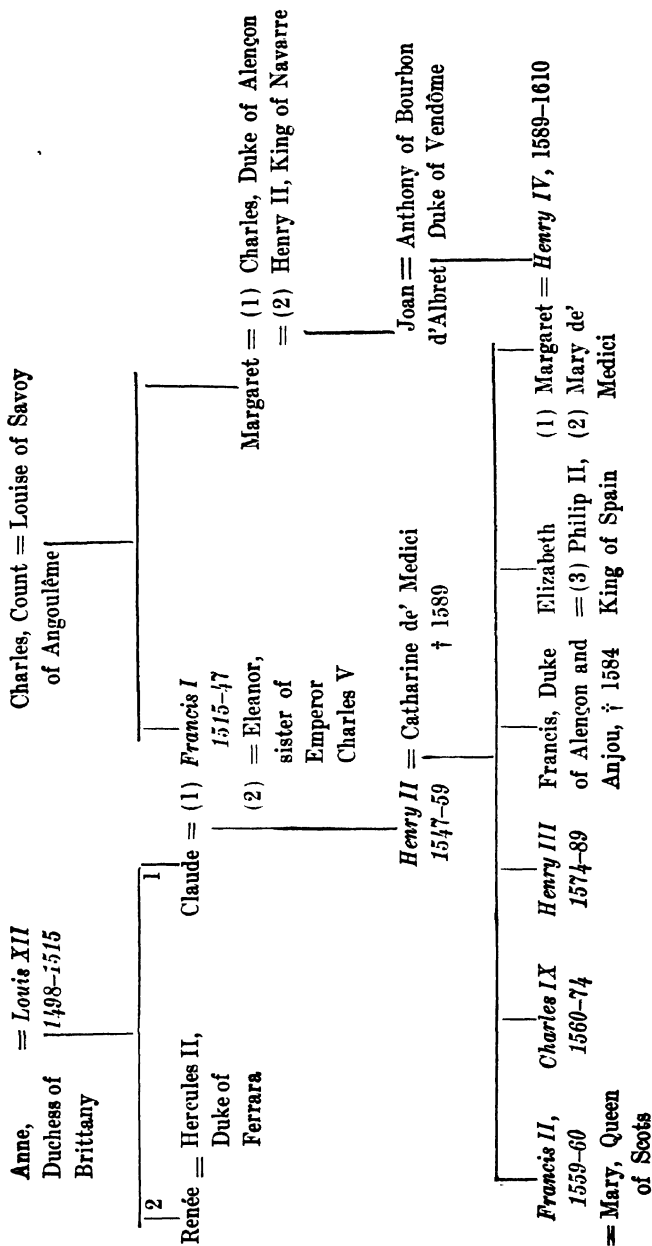 Anne, = Louis XII
Duchess of 1498–1515
Brittany
Charles, Count = Louise of Savoy
of Angoulême
2 1
Renée = Hercules II,
Duke of
Ferrara
Claude = (1) Francis I
1515–47
(2) = Eleanor,
sister of
Emperor
Charles V
Margaret = (1) Charles, Duke of Alençon
= (2) Henry II, King of Navarre
Henry II = Catharine de' Medici
1547–59 † 1589
Joan = Anthony of Bourbon
d'Albret Duke of Vendôme
Francis II,
1559–60
= Mary, Queen
of Scots
Charles IX
1560–74
Henry III
1574–89
Francis, Duke
of Alençon and
Anjou, † 1584
Elizabeth
= (3) Philip II,
King of Spain
(1) Margaret = Henry IV, 1589–1610
(2) Mary de'
Medici